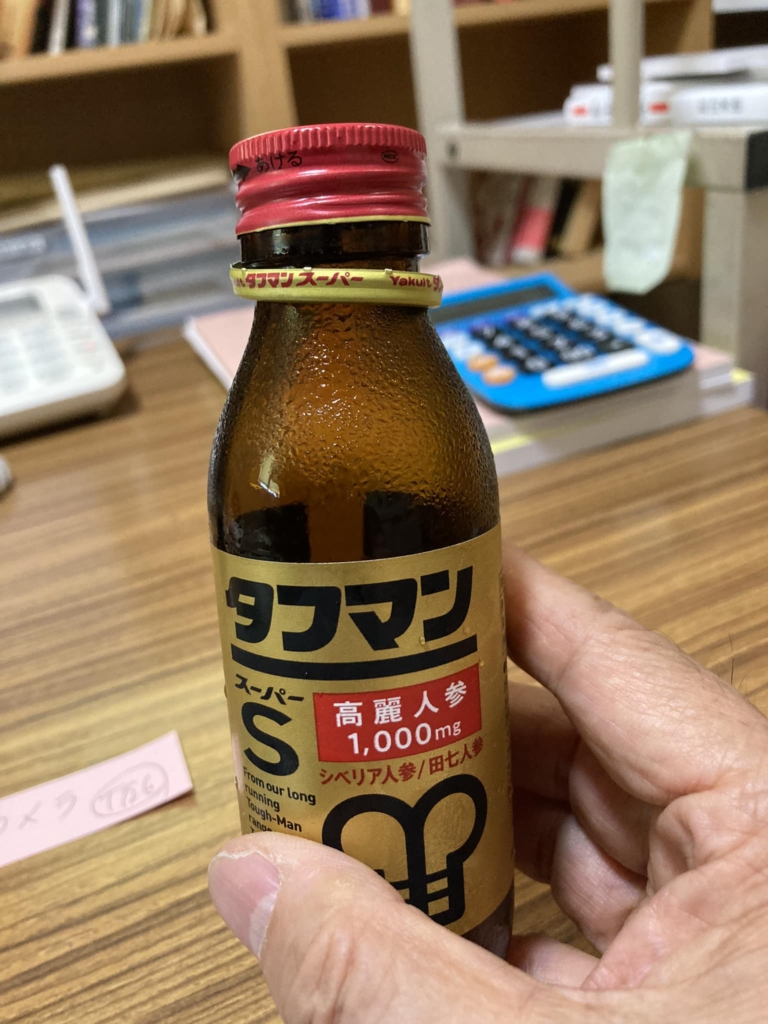 あける
タフマンスーパー Yakult
タフマン
スーパー
S
高麗人参
1,000mg
シベリア人参/田七人参
From our long
running
Tough-Man